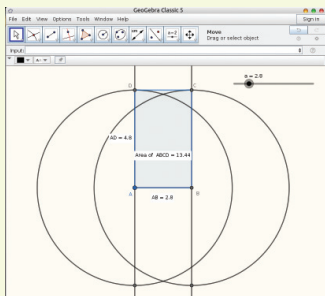 GeoGebra Classic 5
Sign in
File Edit View Options Tools Window Help
Move
Drag or select object
Input:
a = 2.8
D
C
AD = 4.8
Area of ABCD = 13.44
A
B
AB = 2.8